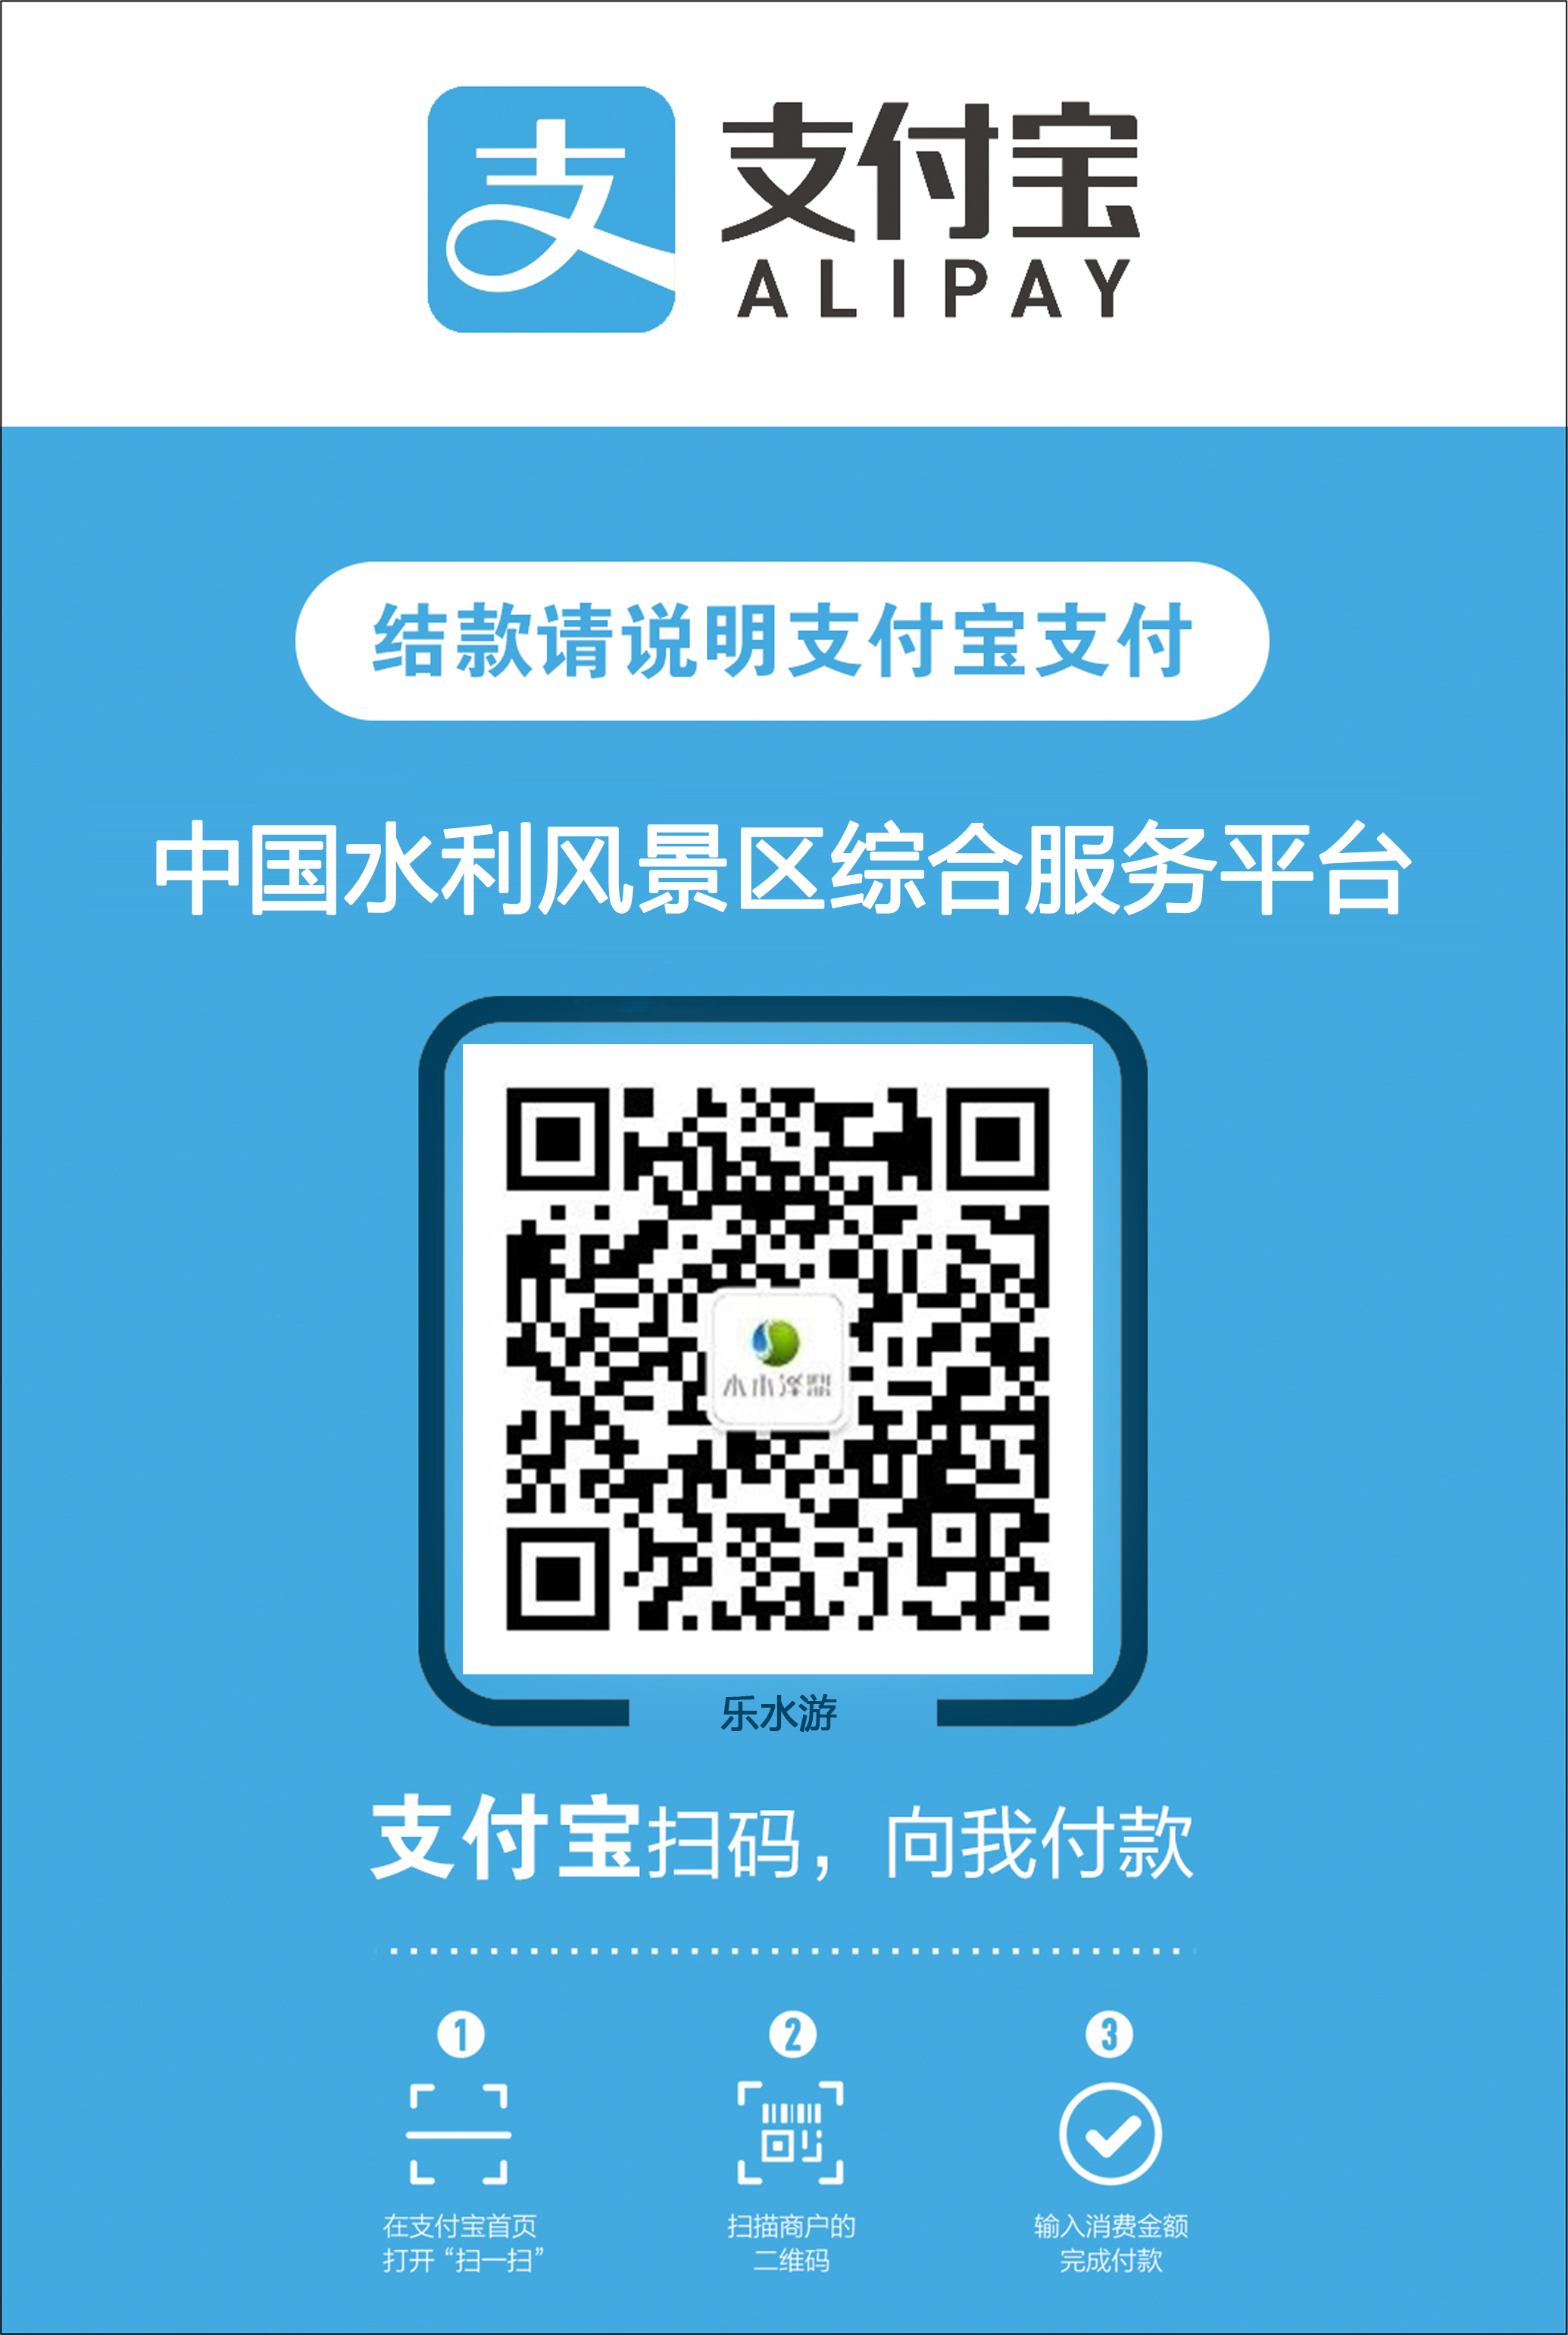 支
支付宝
ALIPAY
结款请说明支付宝支付
中国水利风景区综合服务平台
乐水游
支付宝扫码，向我付款
1
2
3
在支付宝首页
打开“扫一扫”
扫描商户的
二维码
输入消费金额
完成付款